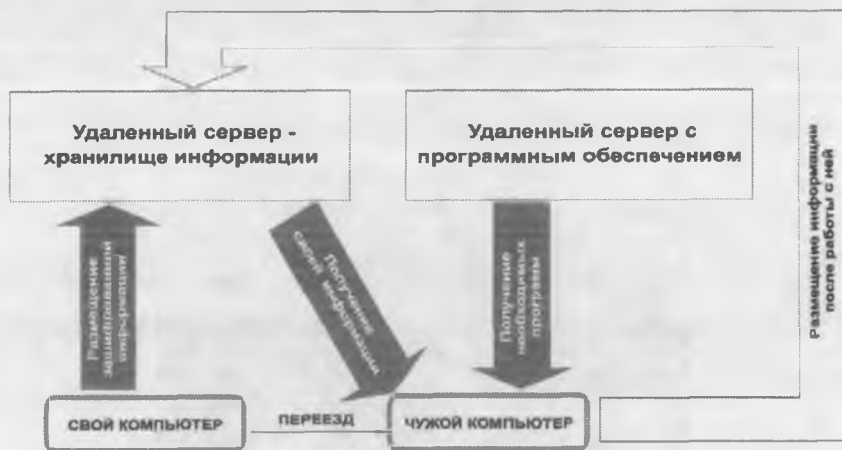 Удаленный сервер -
хранилище информации
Удаленный сервер с
программным обеспечением
Размещение
зашифрованной
информации
Получение
своей информации
Получение
необходимых
программ
Размещение информации
после работы с ней
СВОЙ КОМПЬЮТЕР
ПЕРЕЕЗД
ЧУЖОЙ КОМПЬЮТЕР